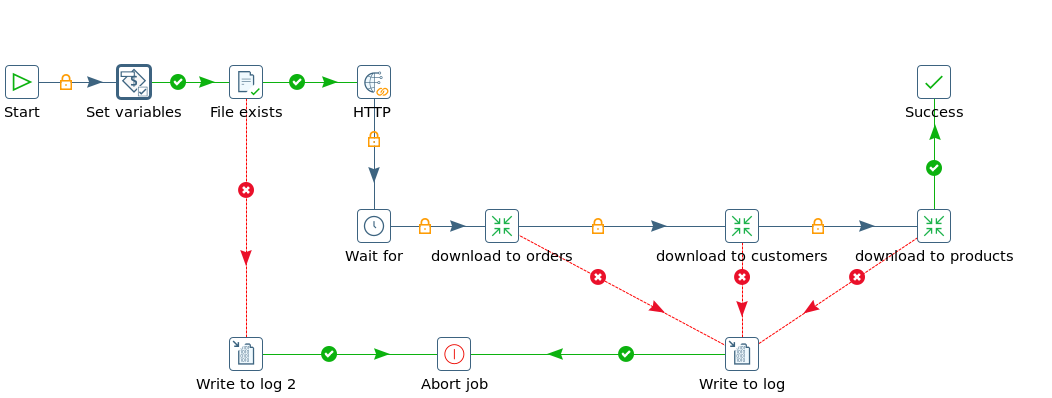 Start
Set variables
File exists
HTTP
Success
Wait for
download to orders
download to customers
download to products
Write to log 2
Abort job
Write to log